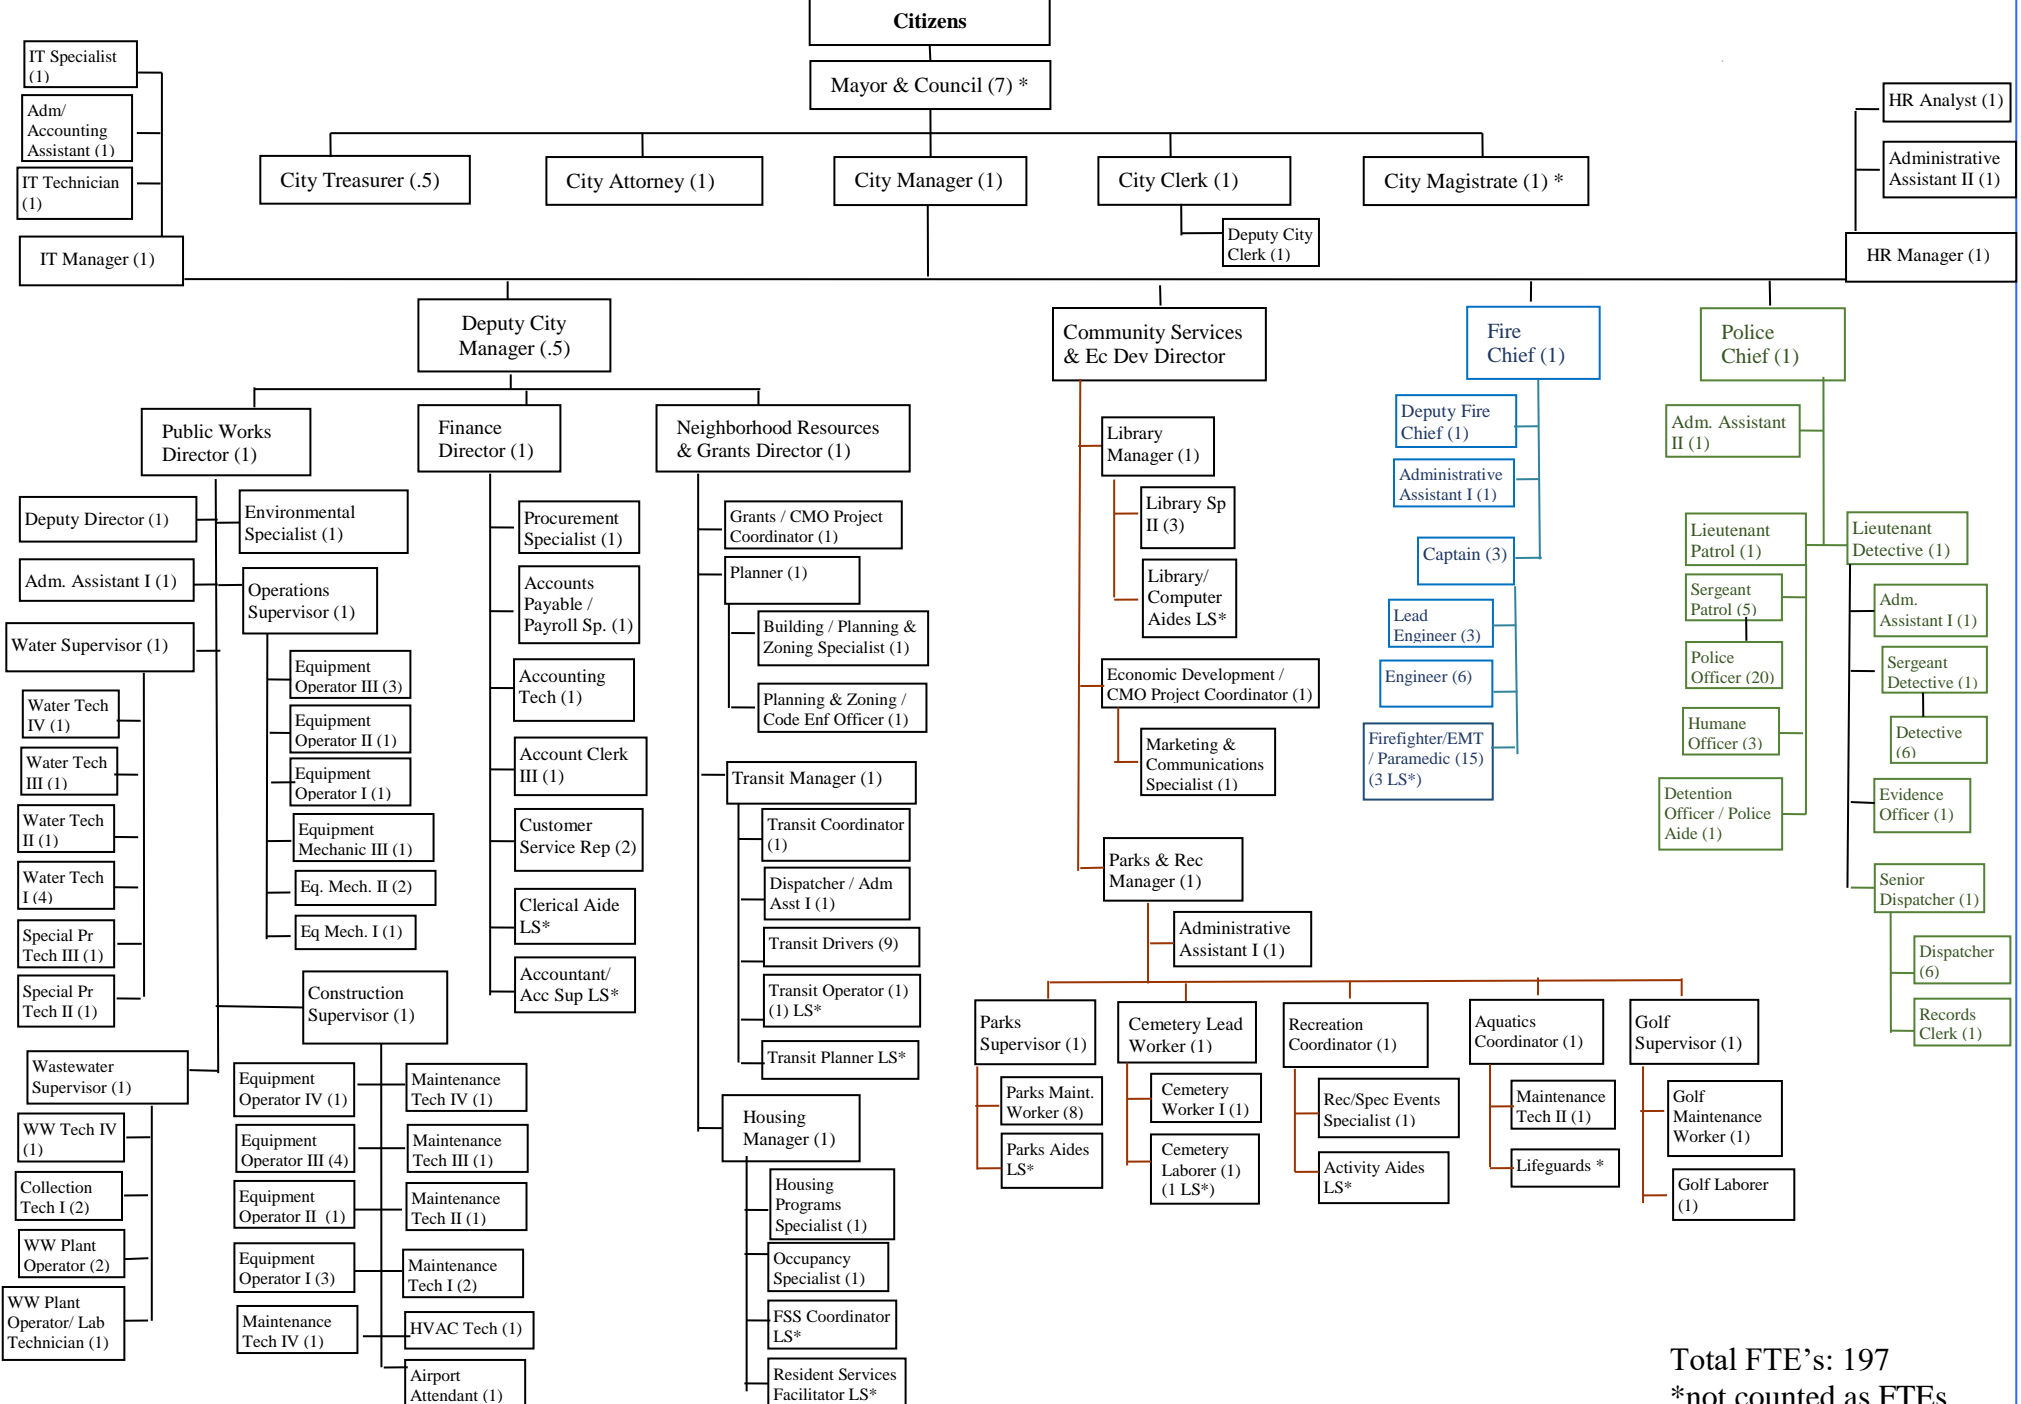 Citizens
Mayor & Council (7) *
IT Specialist
(1)
Adm/
Accounting
Assistant (1)
IT Technician
(1)
IT Manager (1)
HR Analyst (1)
Administrative
Assistant II (1)
HR Manager (1)
City Treasurer (.5)
City Attorney (1)
City Manager (1)
City Clerk (1)
City Magistrate (1) *
Deputy City
Clerk (1)
Deputy City
Manager (.5)
Community Services
& Ec Dev Director
Fire
Chief (1)
Police
Chief (1)
Public Works
Director (1)
Finance
Director (1)
Neighborhood Resources
& Grants Director (1)
Deputy Director (1)
Environmental
Specialist (1)
Adm. Assistant I (1)
Operations
Supervisor (1)
Water Supervisor (1)
Water Tech
IV (1)
Water Tech
III (1)
Water Tech
II (1)
Water Tech
I (4)
Special Pr
Tech III (1)
Special Pr
Tech II (1)
Equipment
Operator III (3)
Equipment
Operator II (1)
Equipment
Operator I (1)
Equipment
Mechanic III (1)
Eq. Mech. II (2)
Eq Mech. I (1)
Construction
Supervisor (1)
Wastewater
Supervisor (1)
WW Tech IV
(1)
Collection
Tech I (2)
WW Plant
Operator (2)
WW Plant
Operator/ Lab
Technician (1)
Equipment
Operator IV (1)
Maintenance
Tech IV (1)
Equipment
Operator III (4)
Maintenance
Tech III (1)
Equipment
Operator II  (1)
Maintenance
Tech II (1)
Equipment
Operator I (3)
Maintenance
Tech I (2)
Maintenance
Tech IV (1)
HVAC Tech (1)
Airport
Attendant (1)
Procurement
Specialist (1)
Accounts
Payable /
Payroll Sp. (1)
Accounting
Tech (1)
Account Clerk
III (1)
Customer
Service Rep (2)
Clerical Aide
LS*
Accountant/
Acc Sup LS*
Grants / CMO Project
Coordinator (1)
Planner (1)
Building / Planning &
Zoning Specialist (1)
Planning & Zoning /
Code Enf Officer (1)
Transit Manager (1)
Transit Coordinator
(1)
Dispatcher / Adm
Asst I (1)
Transit Drivers (9)
Transit Operator (1)
(1) LS*
Transit Planner LS*
Housing
Manager (1)
Housing
Programs
Specialist (1)
Occupancy
Specialist (1)
FSS Coordinator
LS*
Resident Services
Facilitator LS*
Library
Manager (1)
Library Sp
II (3)
Library/
Computer
Aides LS*
Economic Development /
CMO Project Coordinator (1)
Marketing &
Communications
Specialist (1)
Parks & Rec
Manager (1)
Administrative
Assistant I (1)
Parks
Supervisor (1)
Cemetery Lead
Worker (1)
Recreation
Coordinator (1)
Aquatics
Coordinator (1)
Golf
Supervisor (1)
Parks Maint.
Worker (8)
Parks Aides
LS*
Cemetery
Worker I (1)
Cemetery
Laborer (1)
(1 LS*)
Rec/Spec Events
Specialist (1)
Activity Aides
LS*
Maintenance
Tech II (1)
Lifeguards *
Golf
Maintenance
Worker (1)
Golf Laborer
(1)
Deputy Fire
Chief (1)
Administrative
Assistant I (1)
Captain (3)
Lead
Engineer (3)
Engineer (6)
Firefighter/EMT
/ Paramedic (15)
(3 LS*)
Adm. Assistant
II (1)
Lieutenant
Patrol (1)
Lieutenant
Detective (1)
Sergeant
Patrol (5)
Police
Officer (20)
Humane
Officer (3)
Detention
Officer / Police
Aide (1)
Adm.
Assistant I (1)
Sergeant
Detective (1)
Detective
(6)
Evidence
Officer (1)
Senior
Dispatcher (1)
Dispatcher
(6)
Records
Clerk (1)
Total FTE’s: 197
*not counted as FTEs